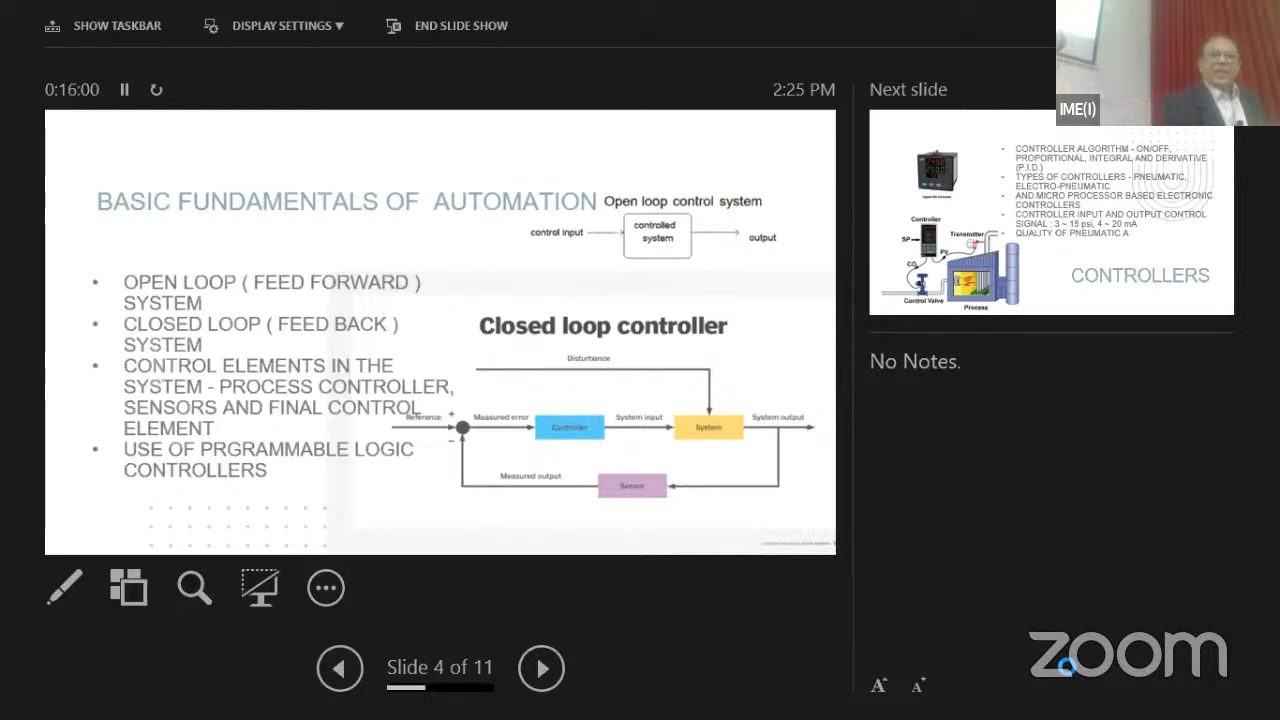 SHOW TASKBAR
DISPLAY SETTINGS ▼
END SLIDE SHOW
0:16:00
2:25 PM
Next slide
IME(I)
BASIC FUNDAMENTALS OF AUTOMATION
Open loop control system
control input
controlled
system
output
• OPEN LOOP ( FEED FORWARD )
SYSTEM
• CLOSED LOOP ( FEED BACK )
SYSTEM
• CONTROL ELEMENTS IN THE
SYSTEM - PROCESS CONTROLLER,
SENSORS AND FINAL CONTROL
ELEMENT
• USE OF PRGRAMMABLE LOGIC
CONTROLLERS
Closed loop controller
Disturbance
Reference
+
−
Measured error
Controller
System input
System
System output
Measured output
Sensor
• CONTROLLER ALGORITHM - ON/OFF,
PROPORTIONAL, INTEGRAL AND DERIVATIVE
(P.I.D.)
• TYPES OF CONTROLLERS - PNEUMATIC,
ELECTRO-PNEUMATIC
• AND MICRO PROCESSOR BASED ELECTRONIC
CONTROLLERS
• CONTROLLER INPUT AND OUTPUT CONTROL
SIGNAL : 3 ~ 15 psi, 4 ~ 20 mA
• QUALITY OF PNEUMATIC A
CONTROLLERS
Controller
SP
Transmitter
PV
CO
Control Valve
Process
No Notes.
Slide 4 of 11
A A
zoom